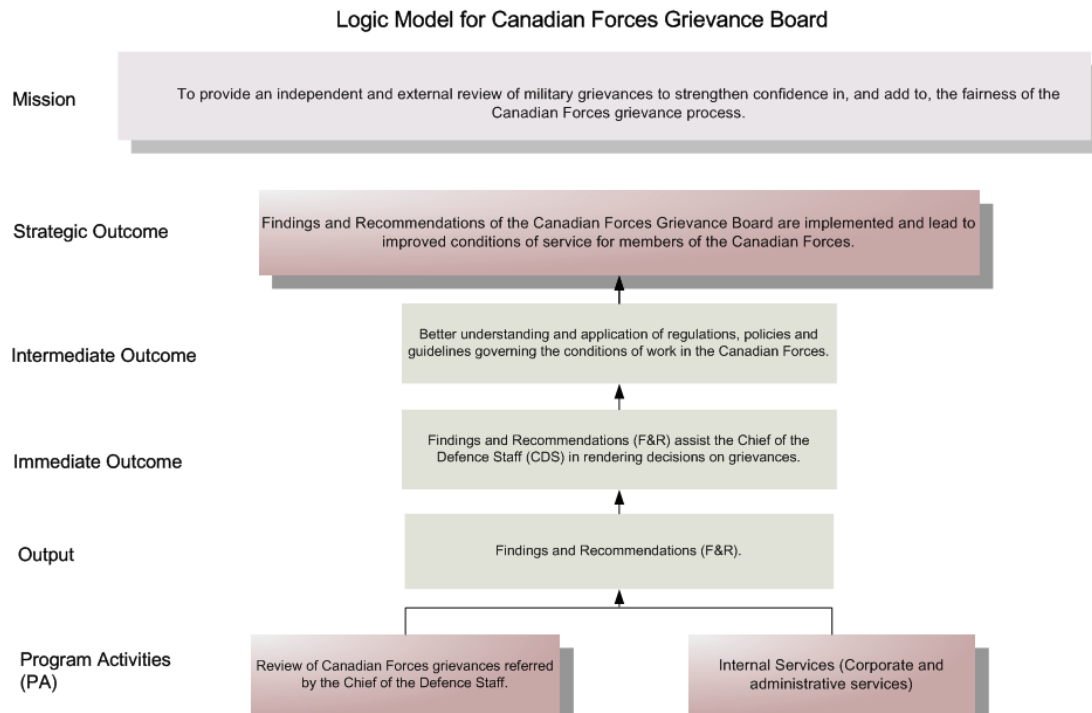 Logic Model for Canadian Forces Grievance Board
Mission
To provide an independent and external review of military grievances to strengthen confidence in, and add to, the fairness of the
Canadian Forces grievance process.
Strategic Outcome
Findings and Recommendations of the Canadian Forces Grievance Board are implemented and lead to
improved conditions of service for members of the Canadian Forces.
Intermediate Outcome
Better understanding and application of regulations, policies and
guidelines governing the conditions of work in the Canadian Forces.
Immediate Outcome
Findings and Recommendations (F&R) assist the Chief of the
Defence Staff (CDS) in rendering decisions on grievances.
Output
Findings and Recommendations (F&R).
Program Activities
(PA)
Review of Canadian Forces grievances referred
by the Chief of the Defence Staff.
Internal Services (Corporate and
administrative services)